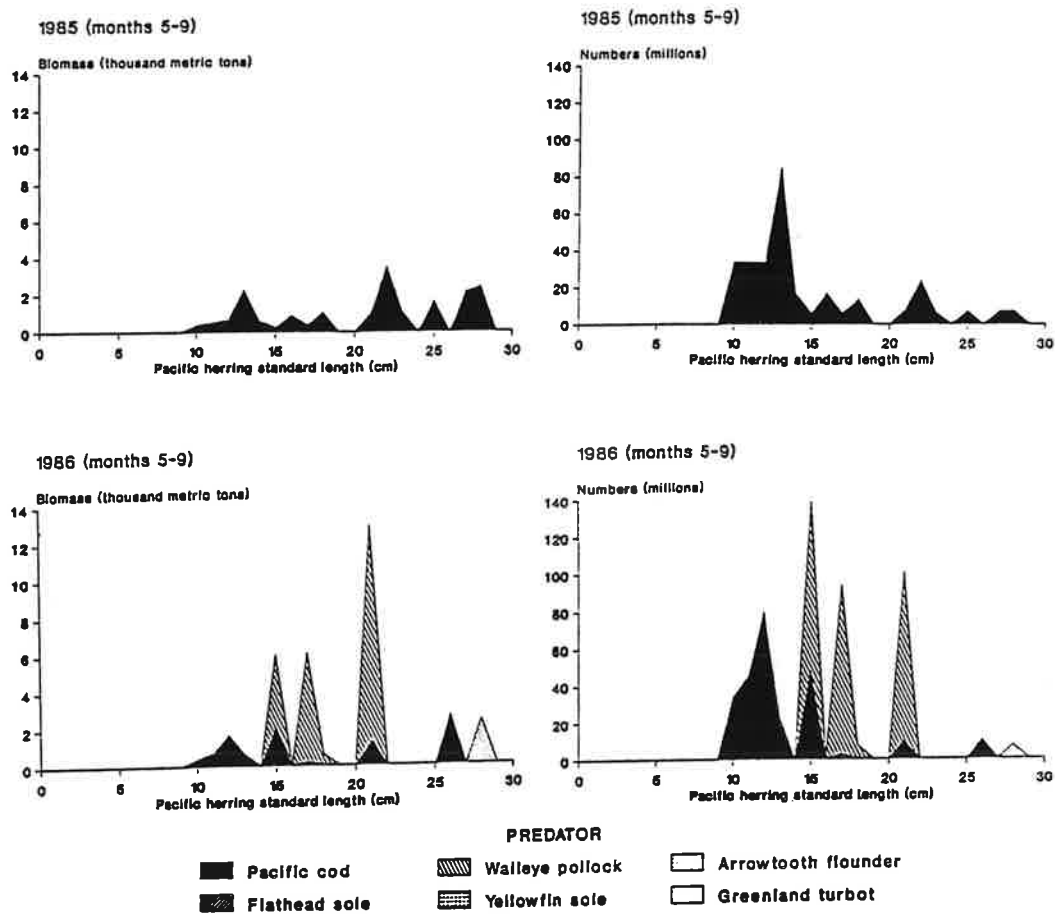 1985 (months 5-9)
Biomass (thousand metric tons)
14
12
10
8
6
4
2
0
0 5 10 15 20 25 30
Pacific herring standard length (cm)
1985 (months 5-9)
Numbers (millions)
140
120
100
80
60
40
20
0
0 5 10 15 20 25 30
Pacific herring standard length (cm)
1986 (months 5-9)
Biomass (thousand metric tons)
14
12
10
8
6
4
2
0
0 5 10 15 20 25 30
Pacific herring standard length (cm)
1986 (months 5-9)
Numbers (millions)
140
120
100
80
60
40
20
0
0 5 10 15 20 25 30
Pacific herring standard length (cm)
PREDATOR
Pacific cod
Walleye pollock
Arrowtooth flounder
Flathead sole
Yellowfin sole
Greenland turbot